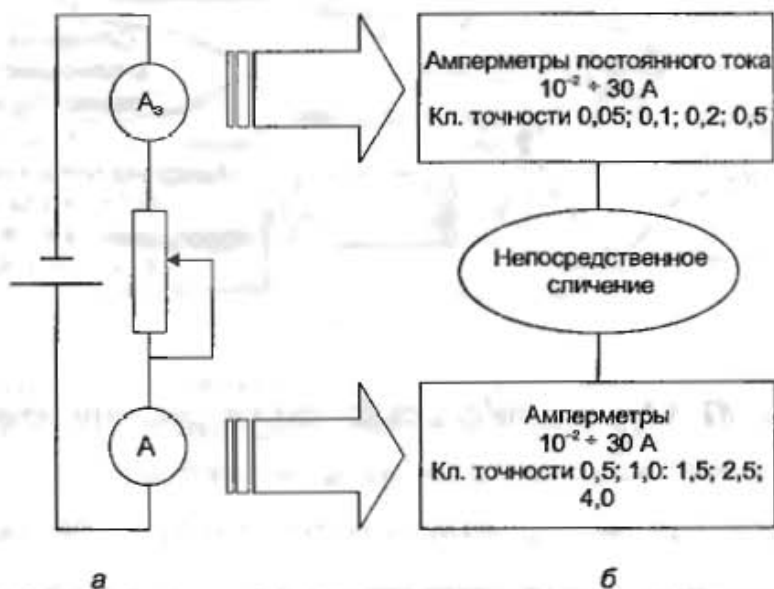 Аэ
Амперметры постоянного тока
10⁻² ÷ 30 А
Кл. точности 0,05; 0,1; 0,2; 0,5
Непосредственное
сличение
А
Амперметры
10⁻² ÷ 30 А
Кл. точности 0,5; 1,0: 1,5; 2,5;
4,0
а
б